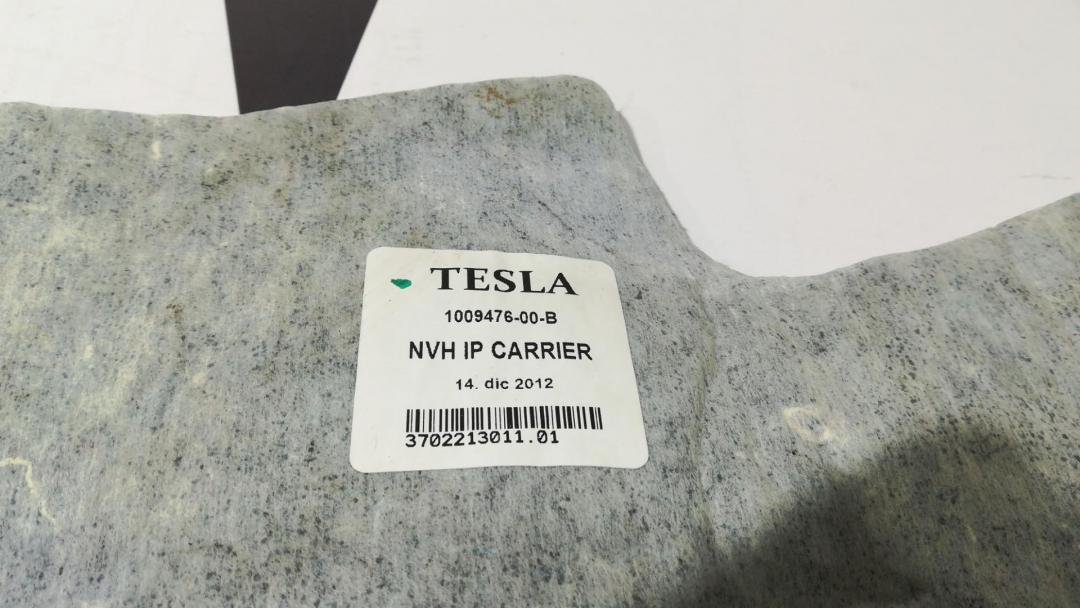 TESLA
1009476-00-B
NVH IP CARRIER
14. dic 2012
3702213011.01